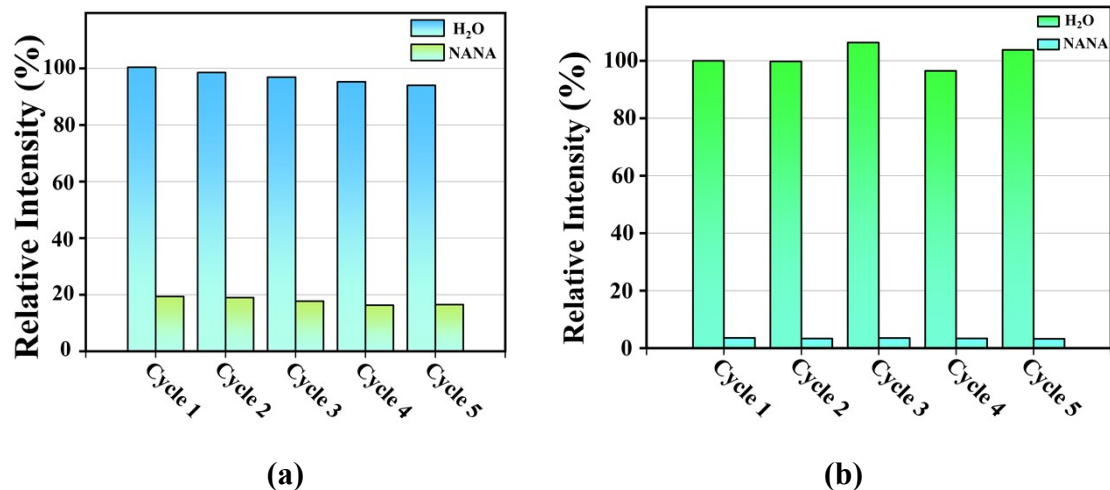 H₂O
NANA
Relative Intensity (%)
100
80
60
40
20
0
Cycle 1
Cycle 2
Cycle 3
Cycle 4
Cycle 5
(a)
H₂O
NANA
Relative Intensity (%)
100
80
60
40
20
0
Cycle 1
Cycle 2
Cycle 3
Cycle 4
Cycle 5
(b)